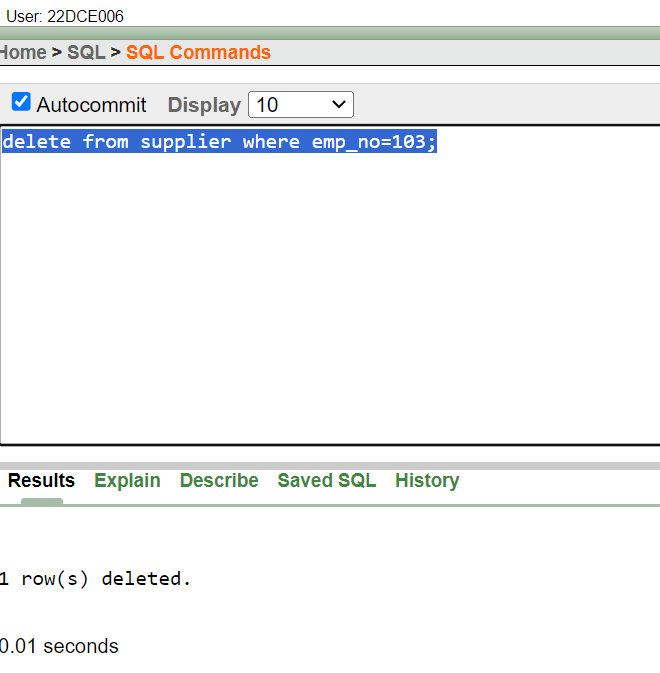 User: 22DCE006
Home > SQL > SQL Commands
Autocommit Display 10
delete from supplier where emp_no=103;
Results Explain Describe Saved SQL History
1 row(s) deleted.
0.01 seconds